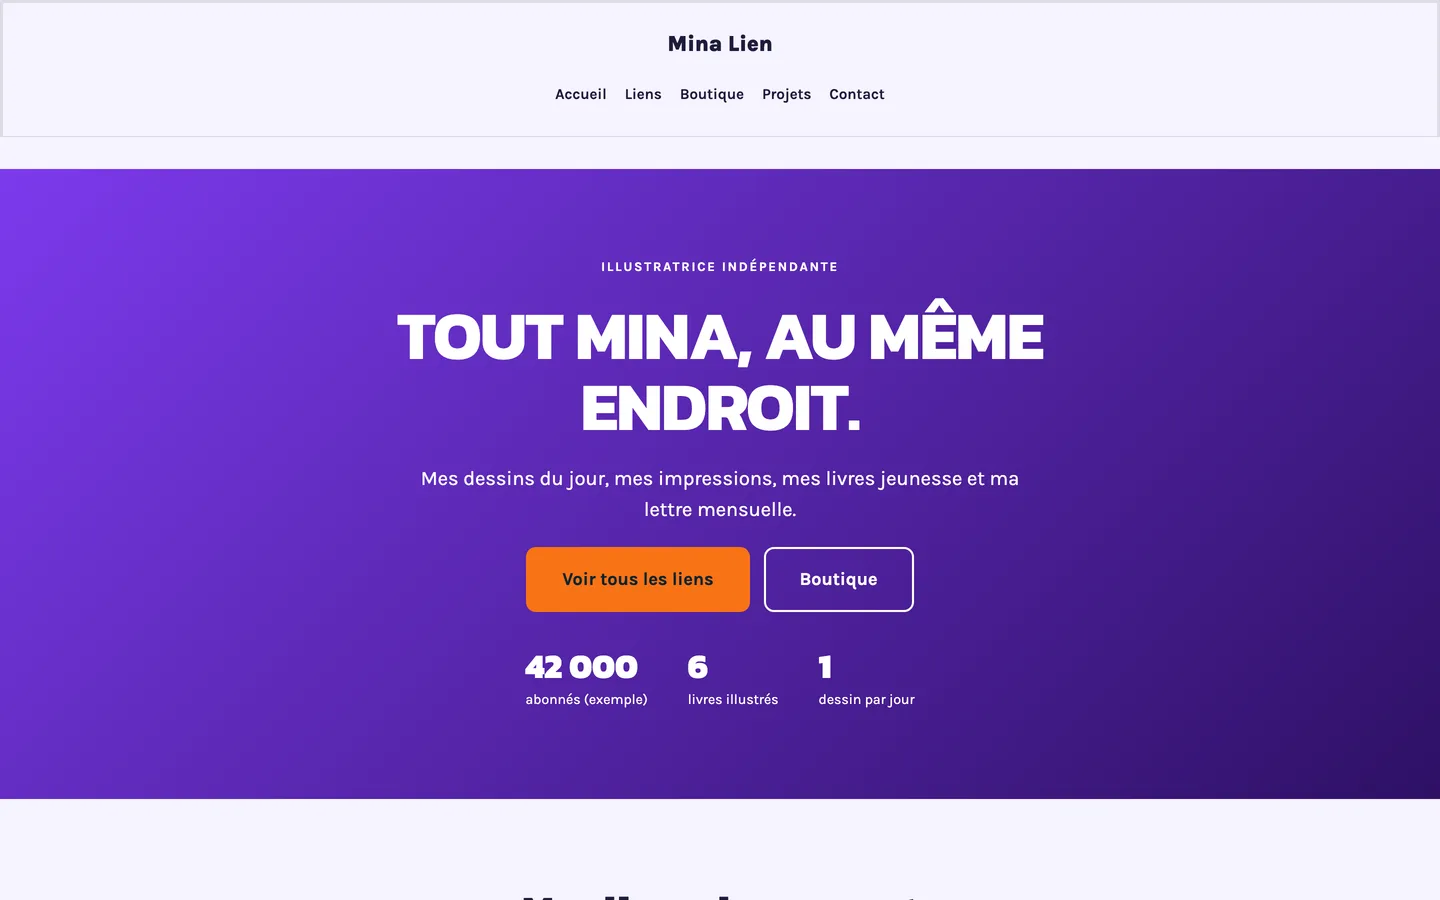 Mina Lien
Accueil Liens Boutique Projets Contact
ILLUSTRATRICE INDÉPENDANTE
TOUT MINA, AU MÊME
ENDROIT.
Mes dessins du jour, mes impressions, mes livres jeunesse et ma
lettre mensuelle.
Voir tous les liens Boutique
42 000 6 1
abonnés (exemple) livres illustrés dessin par jour